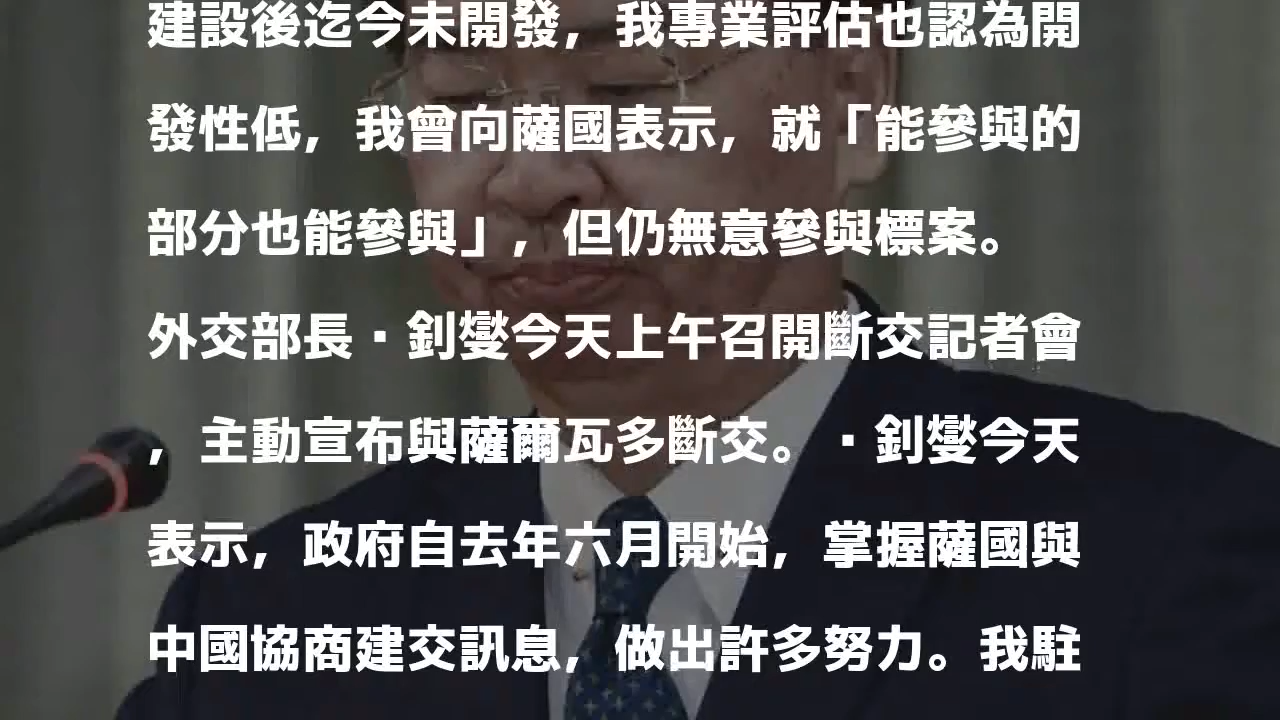 建設後迄今未開發，我專業評估也認為開
發性低，我曾向薩國表示，就「能參與的
部分也能參與」，但仍無意參與標案。
外交部長·釗燮今天上午召開斷交記者會
，主動宣布與薩爾瓦多斷交。·釗燮今天
表示，政府自去年六月開始，掌握薩國與
中國協商建交訊息，做出許多努力。我駐